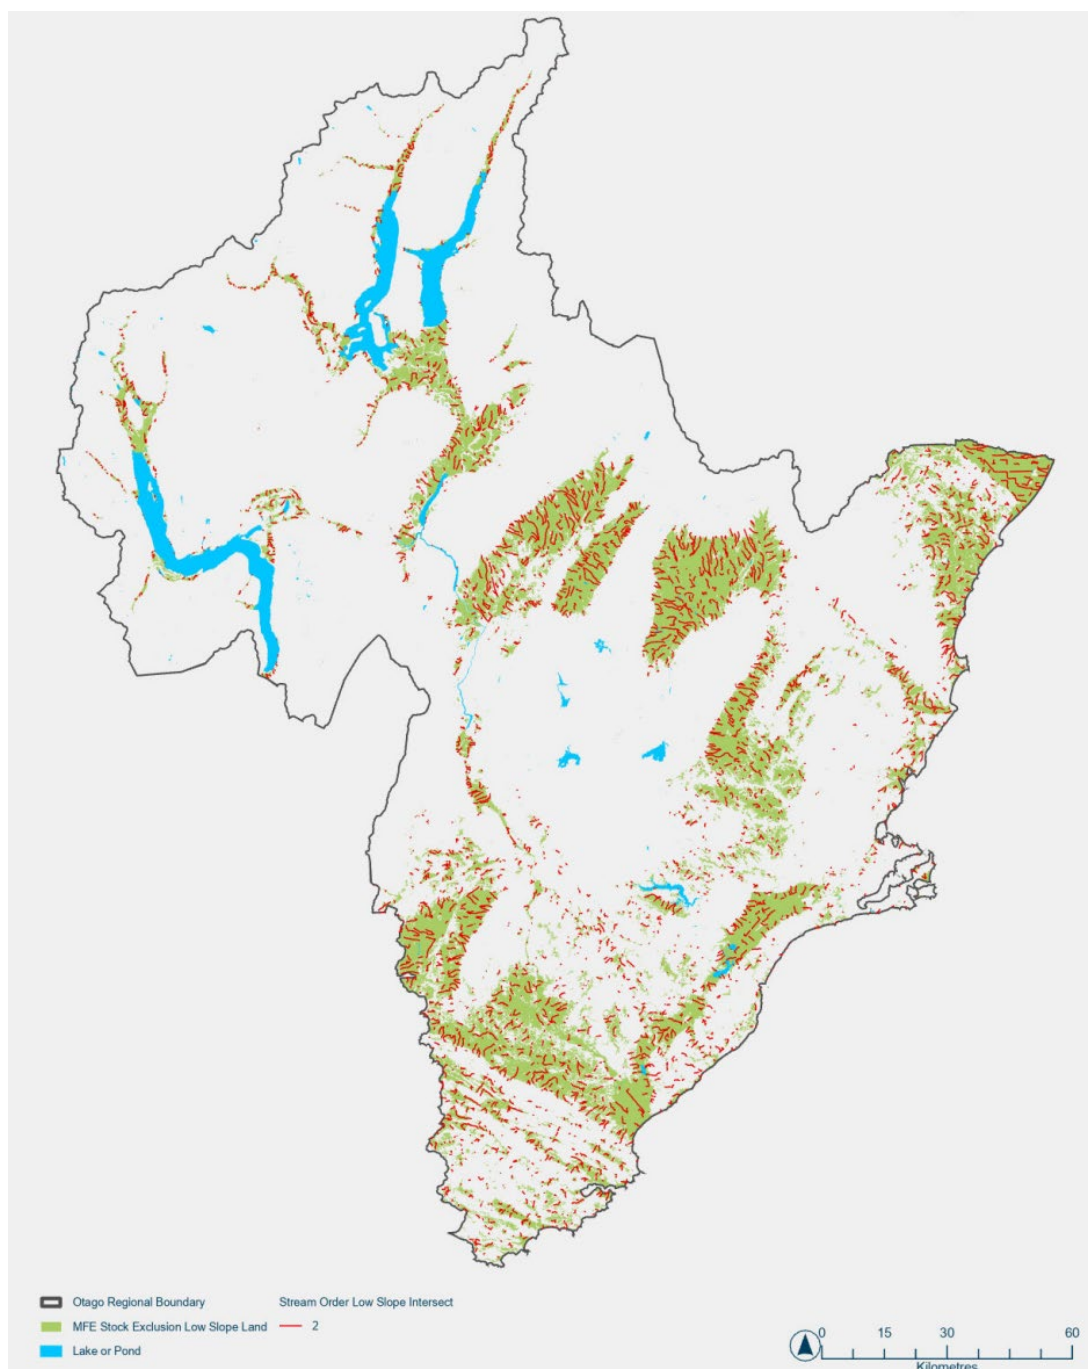 Otago Regional Boundary
Stream Order Low Slope Intersect
MFE Stock Exclusion Low Slope Land
2
Lake or Pond
0 15 30 60
Kilometres